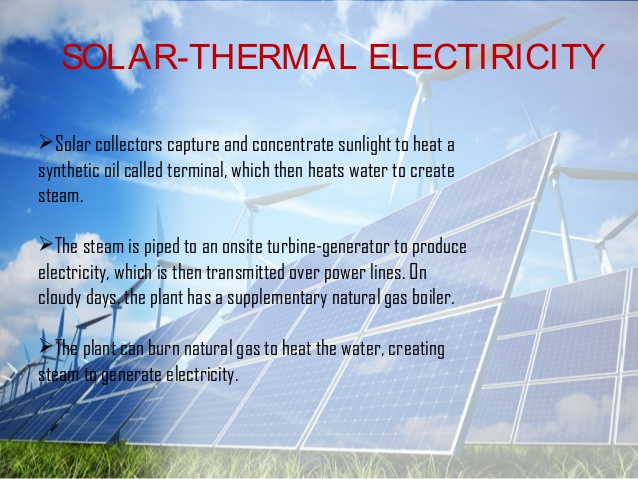 SOLAR-THERMAL ELECTIRICITY
➢Solar collectors capture and concentrate sunlight to heat a
synthetic oil called terminal, which then heats water to create
steam.
➢The steam is piped to an onsite turbine-generator to produce
electricity, which is then transmitted over power lines. On
cloudy days, the plant has a supplementary natural gas boiler.
➢The plant can burn natural gas to heat the water, creating
steam to generate electricity.